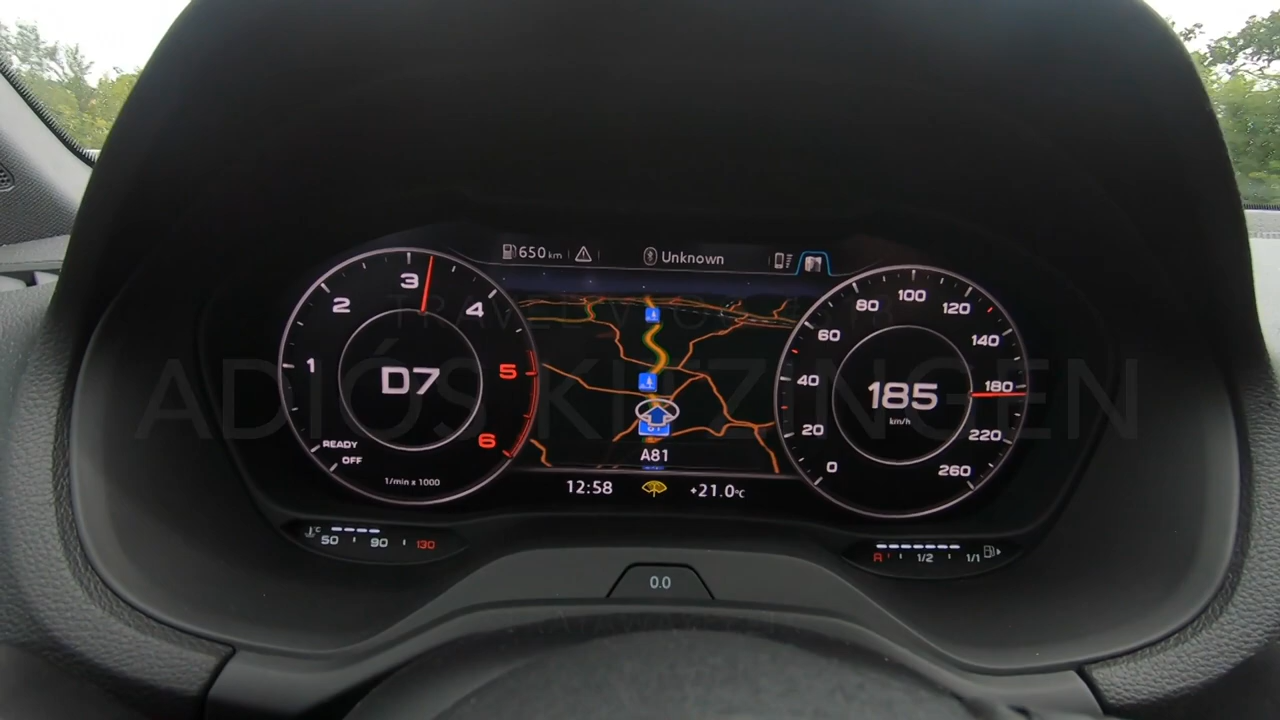 650 km
Unknown
3
2
4
1
5
6
D7
READY
OFF
1/min x 1000
A81
12:58
+21.0°C
100
80
120
60
140
40
180
20
220
0
260
185
km/h
°C
50
90
130
R
1/2
1/1
0.0
ADIÓS KITZINGEN